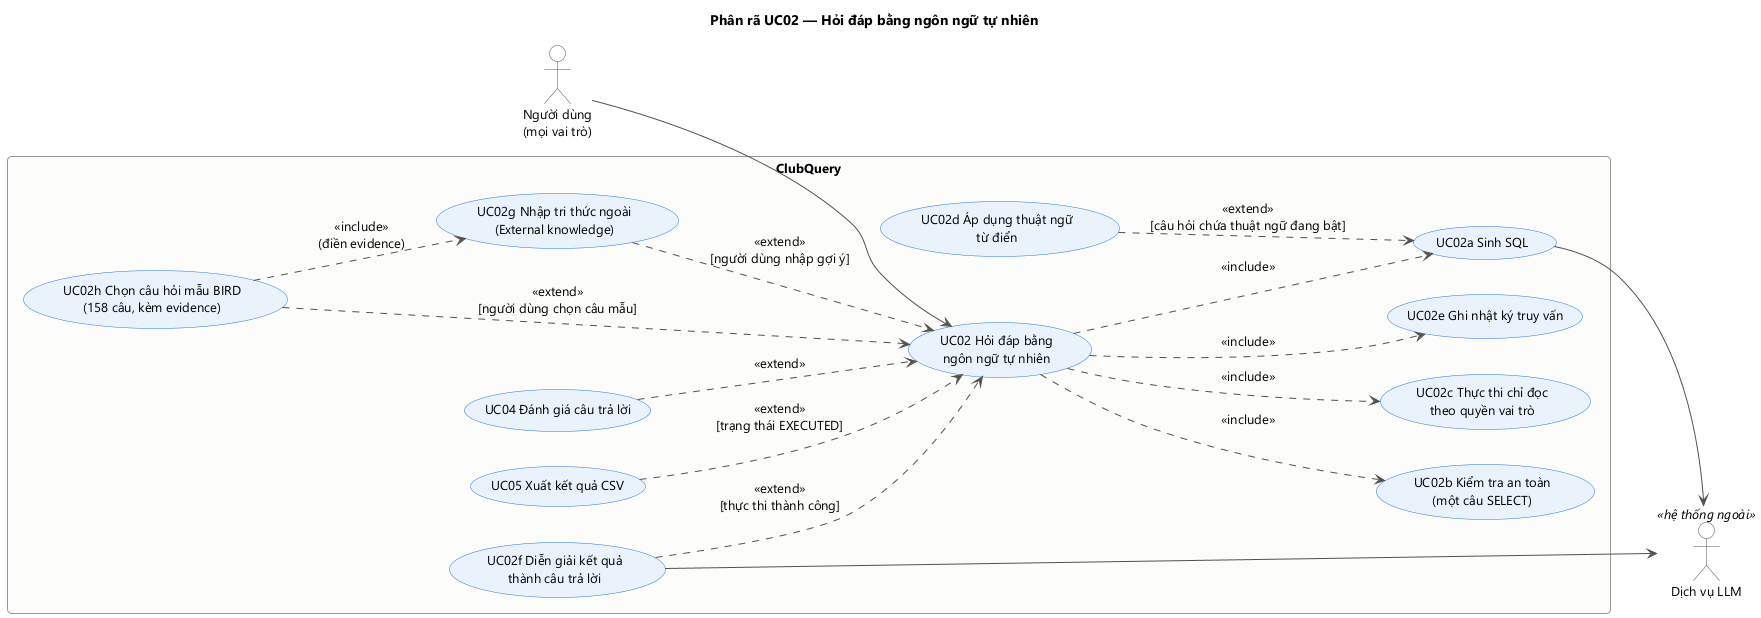 Phân rã UC02 — Hỏi đáp bằng ngôn ngữ tự nhiên
Người dùng
(mọi vai trò)
ClubQuery
UC02g Nhập tri thức ngoài
(External knowledge)
UC02d Áp dụng thuật ngữ
từ điển
«extend»
[câu hỏi chứa thuật ngữ đang bật]
UC02a Sinh SQL
«include»
(điền evidence)
«extend»
[người dùng nhập gợi ý]
«include»
UC02h Chọn câu hỏi mẫu BIRD
(158 câu, kèm evidence)
«extend»
[người dùng chọn câu mẫu]
UC02e Ghi nhật ký truy vấn
UC02 Hỏi đáp bằng
ngôn ngữ tự nhiên
«include»
«extend»
«include»
UC02c Thực thi chỉ đọc
theo quyền vai trò
UC04 Đánh giá câu trả lời
«extend»
[trạng thái EXECUTED]
«include»
UC05 Xuất kết quả CSV
UC02b Kiểm tra an toàn
(một câu SELECT)
«extend»
[thực thi thành công]
«hệ thống ngoài»
UC02f Diễn giải kết quả
thành câu trả lời
Dịch vụ LLM